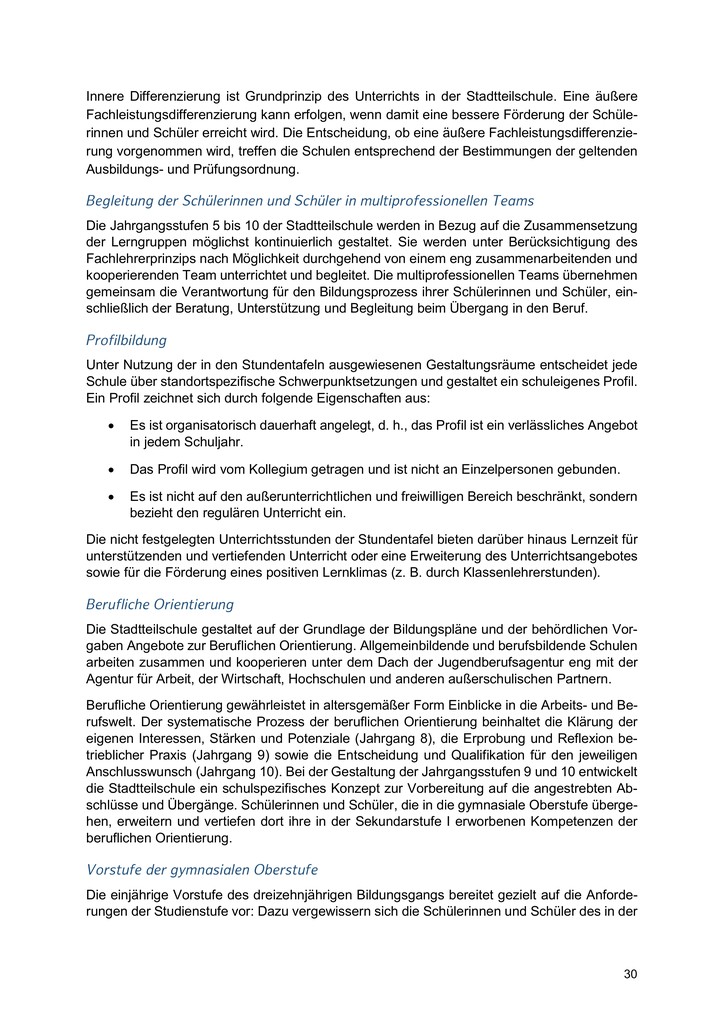 Innere Differenzierung ist Grundprinzip des Unterrichts in der Stadtteilschule. Eine äußere
Fachleistungsdifferenzierung kann erfolgen, wenn damit eine bessere Förderung der Schüle-
rinnen und Schüler erreicht wird. Die Entscheidung, ob eine äußere Fachleistungsdifferenzie-
rung vorgenommen wird, treffen die Schulen entsprechend der Bestimmungen der geltenden
Ausbildungs- und Prüfungsordnung.
Begleitung der Schülerinnen und Schüler in multiprofessionellen Teams
Die Jahrgangsstufen 5 bis 10 der Stadtteilschule werden in Bezug auf die Zusammensetzung
der Lerngruppen möglichst kontinuierlich gestaltet. Sie werden unter Berücksichtigung des
Fachlehrerprinzips nach Möglichkeit durchgehend von einem eng zusammenarbeitenden und
kooperierenden Team unterrichtet und begleitet. Die multiprofessionellen Teams übernehmen
gemeinsam die Verantwortung für den Bildungsprozess ihrer Schülerinnen und Schüler, ein-
schließlich der Beratung, Unterstützung und Begleitung beim Übergang in den Beruf.
Profilbildung
Unter Nutzung der in den Stundentafeln ausgewiesenen Gestaltungsräume entscheidet jede
Schule über standortspezifische Schwerpunktsetzungen und gestaltet ein schuleigenes Profil.
Ein Profil zeichnet sich durch folgende Eigenschaften aus:
• Es ist organisatorisch dauerhaft angelegt, d. h., das Profil ist ein verlässliches Angebot
in jedem Schuljahr.
• Das Profil wird vom Kollegium getragen und ist nicht an Einzelpersonen gebunden.
• Es ist nicht auf den außerunterrichtlichen und freiwilligen Bereich beschränkt, sondern
bezieht den regulären Unterricht ein.
Die nicht festgelegten Unterrichtsstunden der Stundentafel bieten darüber hinaus Lernzeit für
unterstützenden und vertiefenden Unterricht oder eine Erweiterung des Unterrichtsangebotes
sowie für die Förderung eines positiven Lernklimas (z. B. durch Klassenlehrerstunden).
Berufliche Orientierung
Die Stadtteilschule gestaltet auf der Grundlage der Bildungspläne und der behördlichen Vor-
gaben Angebote zur Beruflichen Orientierung. Allgemeinbildende und berufsbildende Schulen
arbeiten zusammen und kooperieren unter dem Dach der Jugendberufsagentur eng mit der
Agentur für Arbeit, der Wirtschaft, Hochschulen und anderen außerschulischen Partnern.
Berufliche Orientierung gewährleistet in altersgemäßer Form Einblicke in die Arbeits- und Be-
rufswelt. Der systematische Prozess der beruflichen Orientierung beinhaltet die Klärung der
eigenen Interessen, Stärken und Potenziale (Jahrgang 8), die Erprobung und Reflexion be-
trieblicher Praxis (Jahrgang 9) sowie die Entscheidung und Qualifikation für den jeweiligen
Anschlusswunsch (Jahrgang 10). Bei der Gestaltung der Jahrgangsstufen 9 und 10 entwickelt
die Stadtteilschule ein schulspezifisches Konzept zur Vorbereitung auf die angestrebten Ab-
schlüsse und Übergänge. Schülerinnen und Schüler, die in die gymnasiale Oberstufe überge-
hen, erweitern und vertiefen dort ihre in der Sekundarstufe I erworbenen Kompetenzen der
beruflichen Orientierung.
Vorstufe der gymnasialen Oberstufe
Die einjährige Vorstufe des dreizehnjährigen Bildungsgangs bereitet gezielt auf die Anforde-
rungen der Studienstufe vor: Dazu vergewissern sich die Schülerinnen und Schüler des in der
30